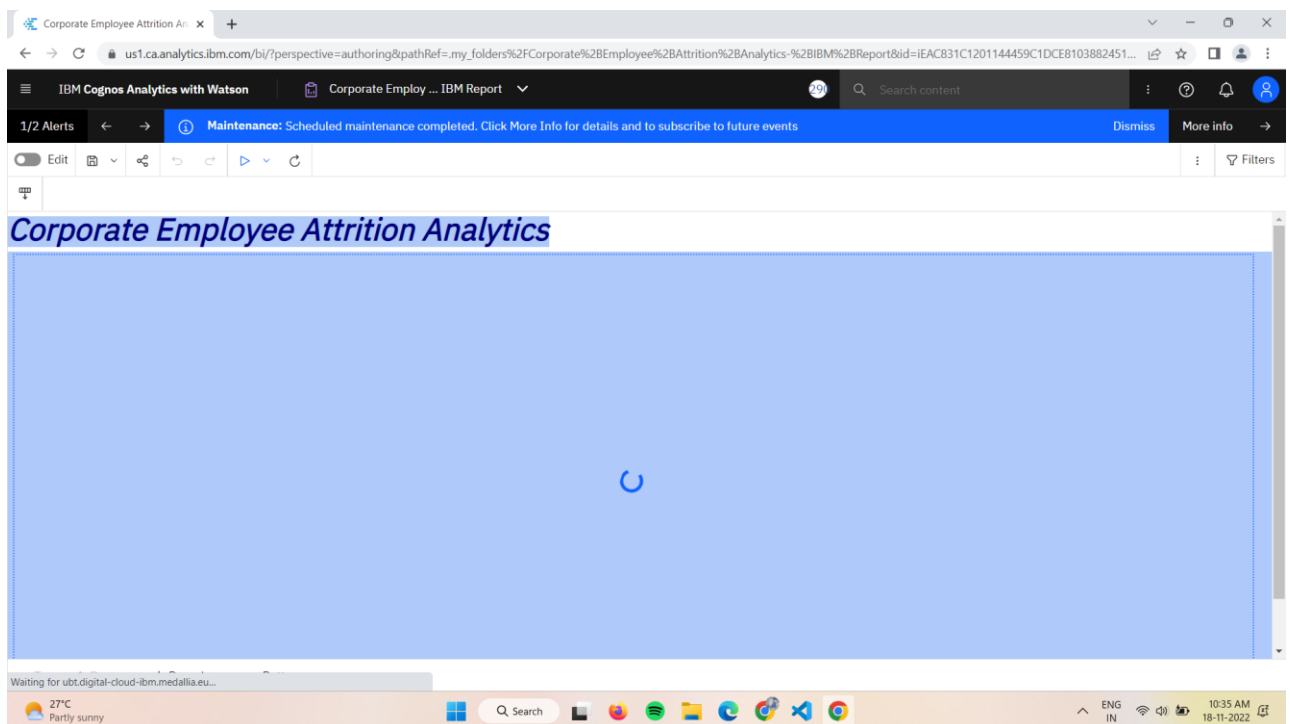 Corporate Employee Attrition An
us1.ca.analytics.ibm.com/bi/?perspective=authoring&pathRef=.my_folders%2FCorporate%2BEmployee%2BAttrition%2BAnalytics-%2BIBM%2BReport&id=iEAC831C1201144459C1DCE8103882451...
IBM Cognos Analytics with Watson Corporate Employ ... IBM Report 290 Search content
1/2 Alerts Maintenance: Scheduled maintenance completed. Click More Info for details and to subscribe to future events Dismiss More info
Edit Filters
Corporate Employee Attrition Analytics
Waiting for ubt.digital-cloud-ibm.medallia.eu...
27°C
Partly sunny
Search
ENG
IN
10:35 AM
18-11-2022